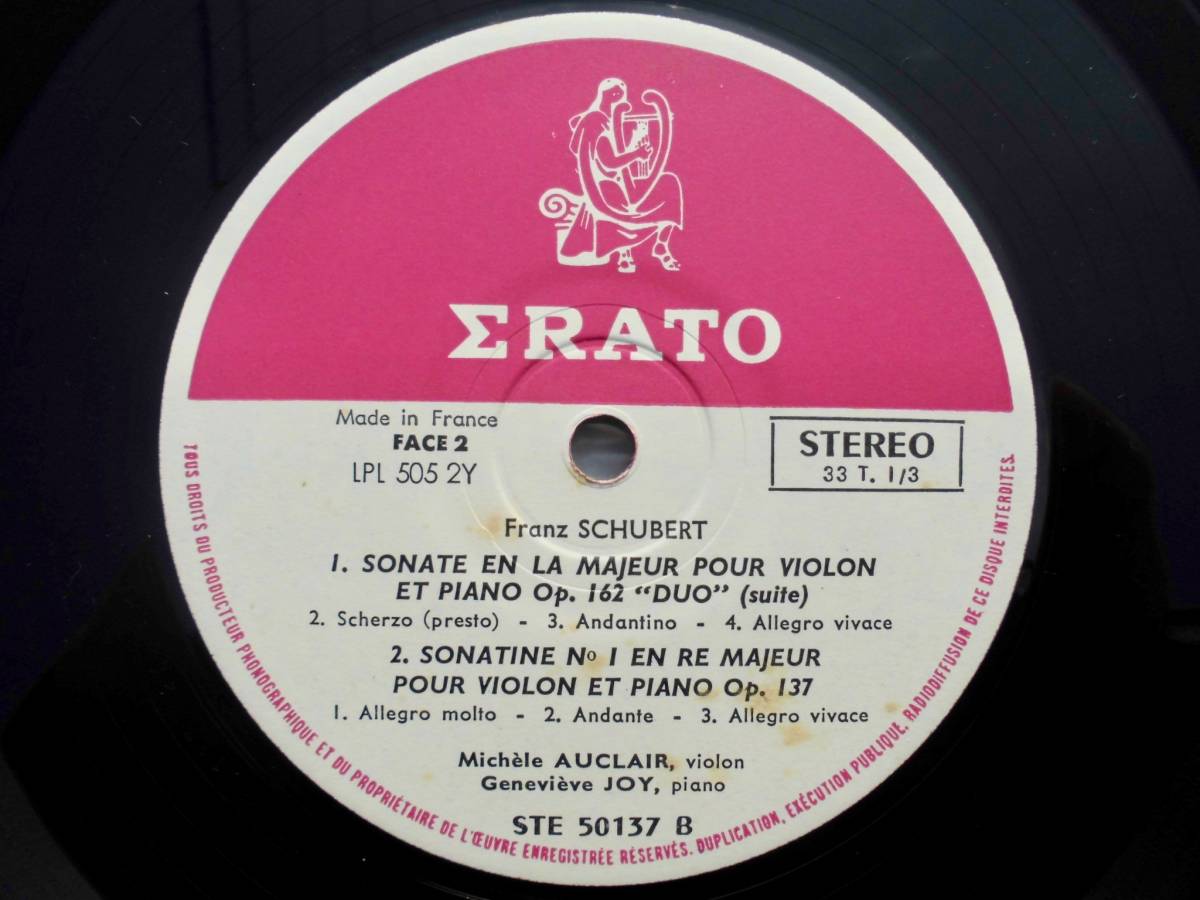 ΣRATO
Made in France
FACE 2
LPL 505 2Y
STEREO
33 T. 1/3
Franz SCHUBERT
1. SONATE EN LA MAJEUR POUR VIOLON
ET PIANO Op. 162 “DUO” (suite)
2. Scherzo (presto) - 3. Andantino - 4. Allegro vivace
2. SONATINE Nº 1 EN RE MAJEUR
POUR VIOLON ET PIANO Op. 137
1. Allegro molto - 2. Andante - 3. Allegro vivace
Michèle AUCLAIR, violon
Geneviève JOY, piano
STE 50137 B
TOUS DROITS DU PRODUCTEUR PHONOGRAPHIQUE ET DU PROPRIÉTAIRE DE L'ŒUVRE ENREGISTRÉE RÉSERVÉS. DUPLICATION, EXÉCUTION PUBLIQUE, RADIODIFFUSION DE CE DISQUE INTERDITES.